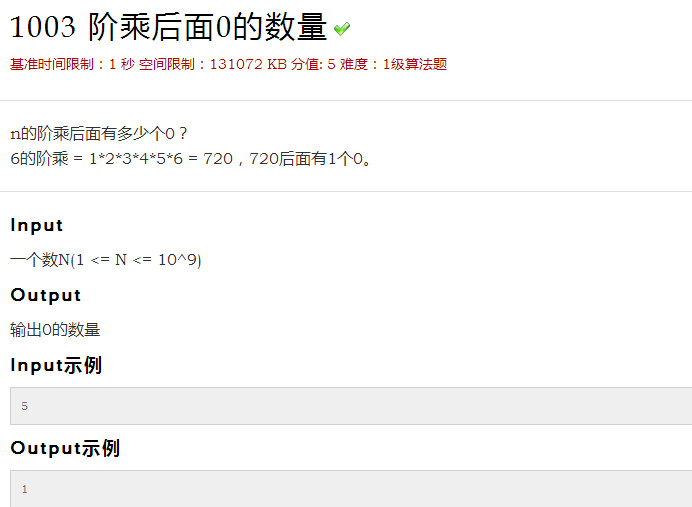 1003 阶乘后面0的数量
基准时间限制：1 秒 空间限制：131072 KB 分值: 5 难度：1级算法题
n的阶乘后面有多少个0？
6的阶乘 = 1*2*3*4*5*6 = 720，720后面有1个0。
Input
一个数N(1 <= N <= 10^9)
Output
输出0的数量
Input示例
5
Output示例
1